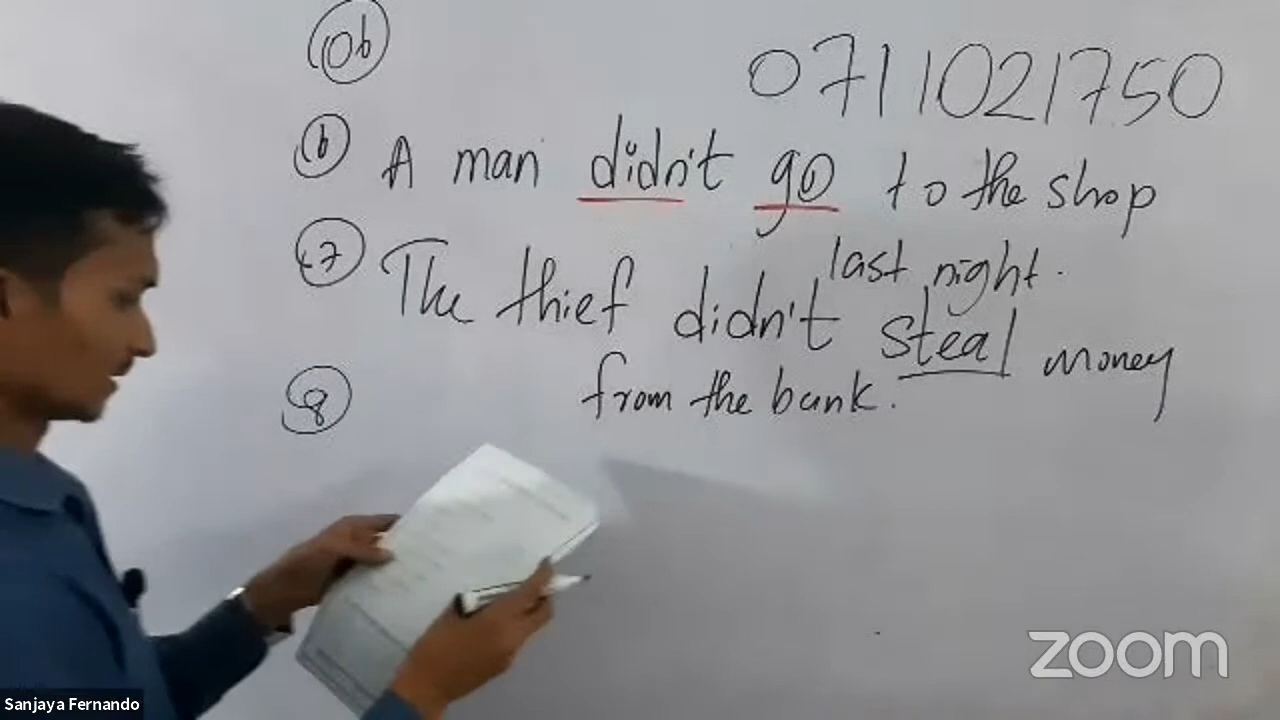 06
0711021750
6 A man didn't go to the shop
last night.
7 The thief didn't steal money
from the bank.
8
zoom
Sanjaya Fernando